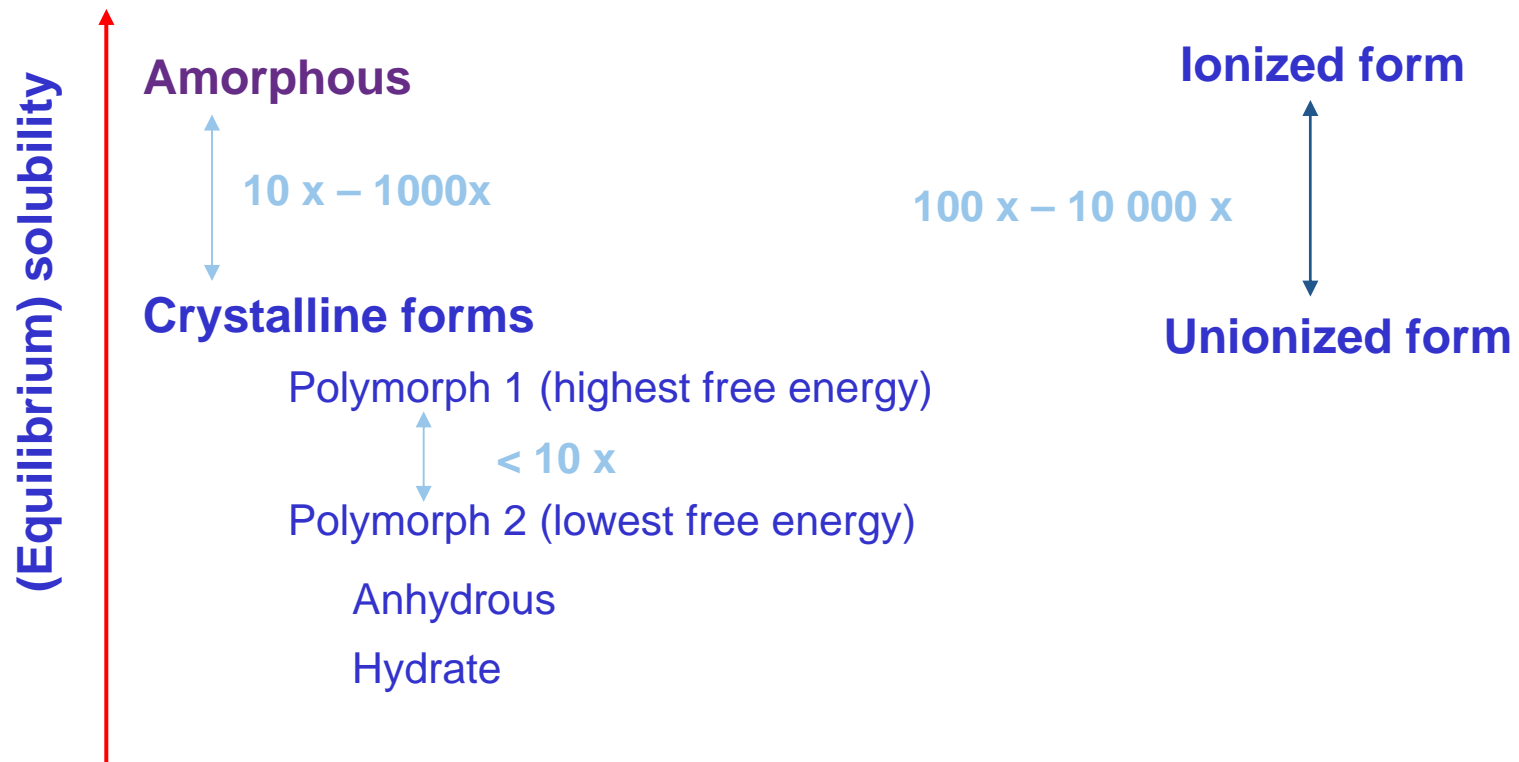 (Equilibrium) solubility
Amorphous
10 x – 1000x
Crystalline forms
Polymorph 1 (highest free energy)
< 10 x
Polymorph 2 (lowest free energy)
Anhydrous
Hydrate
Ionized form
100 x – 10 000 x
Unionized form